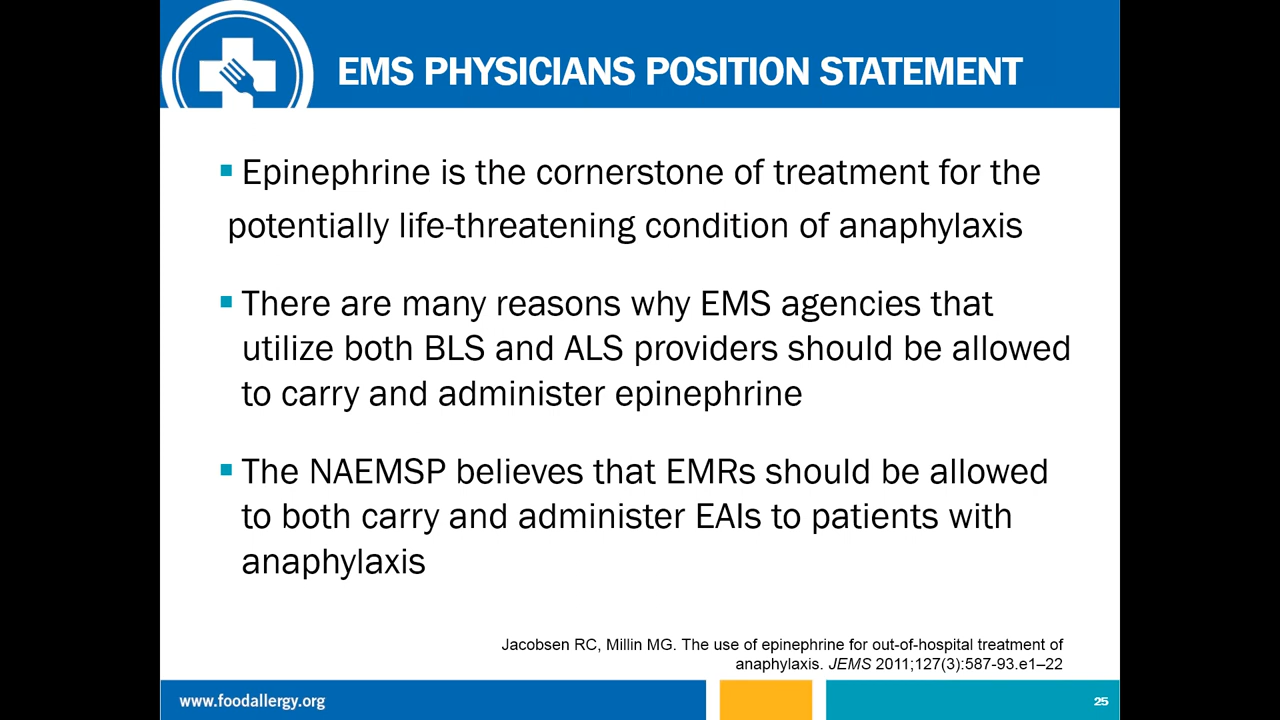 EMS PHYSICIANS POSITION STATEMENT
▪ Epinephrine is the cornerstone of treatment for the
potentially life-threatening condition of anaphylaxis
▪ There are many reasons why EMS agencies that
utilize both BLS and ALS providers should be allowed
to carry and administer epinephrine
▪ The NAEMSP believes that EMRs should be allowed
to both carry and administer EAIs to patients with
anaphylaxis
Jacobsen RC, Millin MG. The use of epinephrine for out-of-hospital treatment of
anaphylaxis. JEMS 2011;127(3):587-93.e1–22
www.foodallergy.org
25